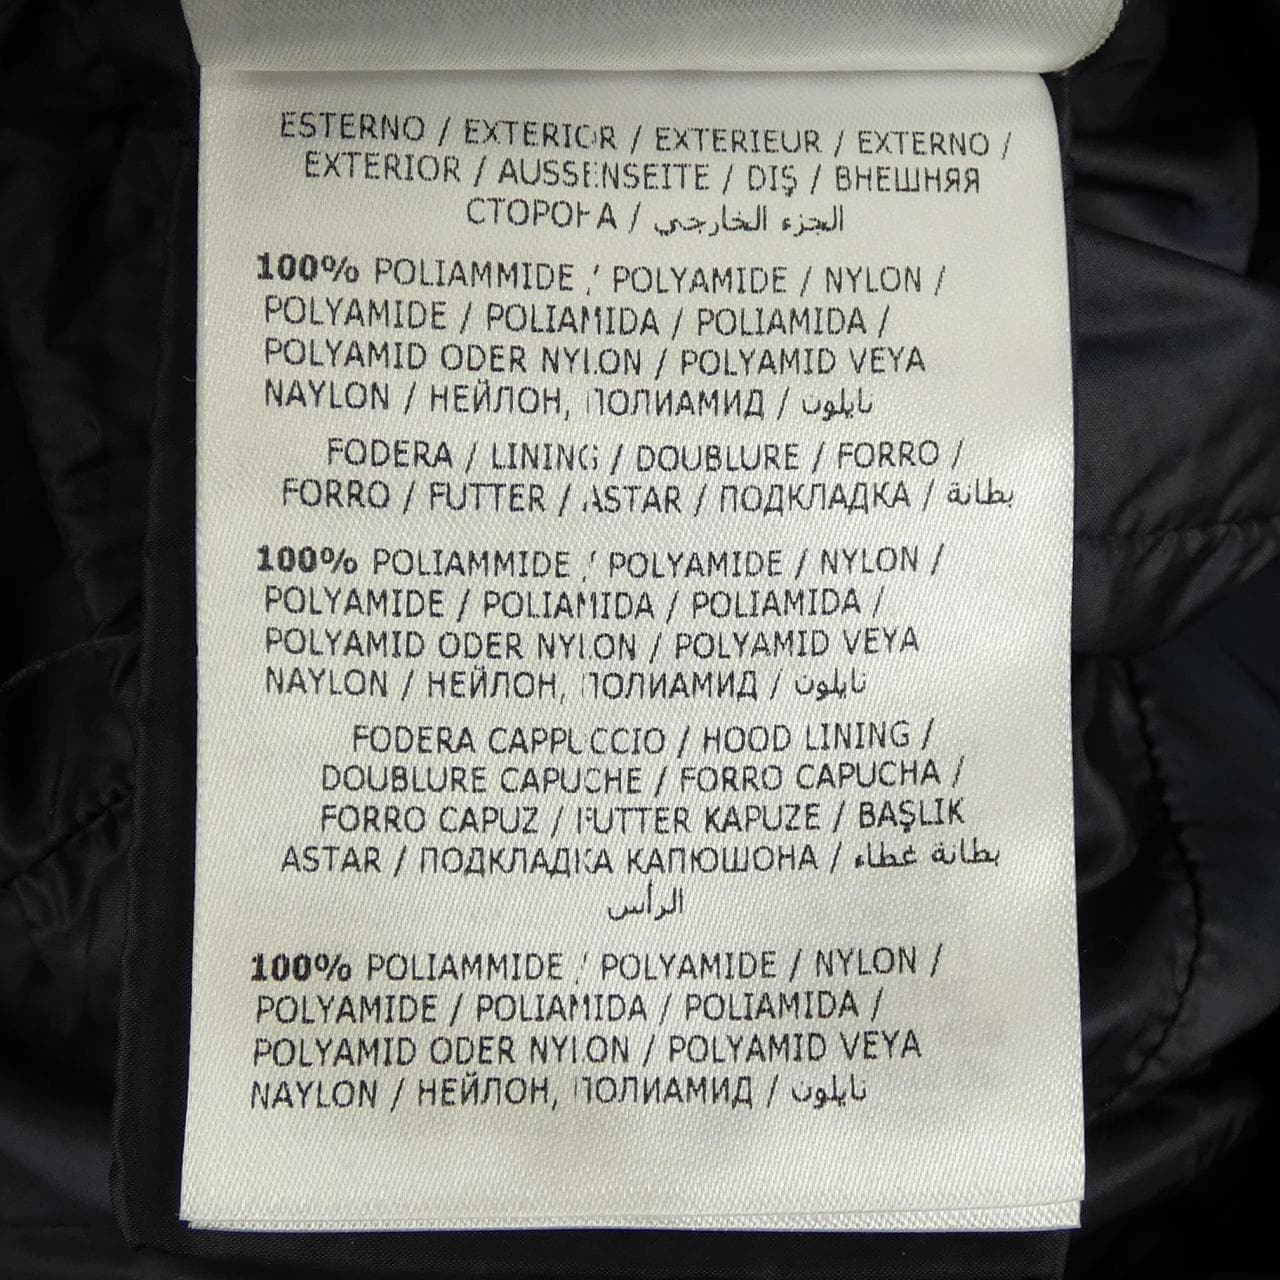 ESTERNO / EXTERIOR / EXTERIEUR / EXTERNO /
EXTERIOR / AUSSENSEITE / DIŞ / ВНЕШНЯЯ
СТОРОНА / الجزء الخارجي
100% POLIAMMIDE / POLYAMIDE / NYLON /
POLYAMIDE / POLIAMIDA / POLIAMIDA /
POLYAMID ODER NYLON / POLYAMID VEYA
NAYLON / НЕЙЛОН, ПОЛИАМИД / نايلون
FODERA / LINING / DOUBLURE / FORRO /
FORRO / FUTTER / ASTAR / ПОДКЛАДКА / بطانة
100% POLIAMMIDE / POLYAMIDE / NYLON /
POLYAMIDE / POLIAMIDA / POLIAMIDA /
POLYAMID ODER NYLON / POLYAMID VEYA
NAYLON / НЕЙЛОН, ПОЛИАМИД / نايلون
FODERA CAPPUCCIO / HOOD LINING /
DOUBLURE CAPUCHE / FORRO CAPUCHA /
FORRO CAPUZ / FUTTER KAPUZE / BAŞLIK
ASTAR / ПОДКЛАДКА КАПЮШОНА / بطانة غطاء
الرأس
100% POLIAMMIDE / POLYAMIDE / NYLON /
POLYAMIDE / POLIAMIDA / POLIAMIDA /
POLYAMID ODER NYLON / POLYAMID VEYA
NAYLON / НЕЙЛОН, ПОЛИАМИД / نايلون